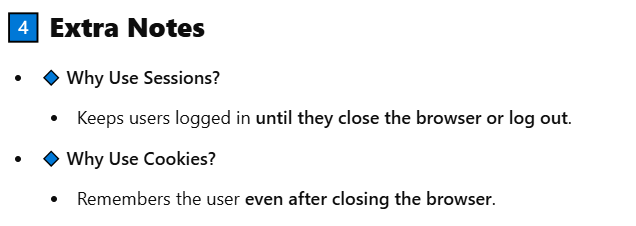 4 Extra Notes
Why Use Sessions?
Keeps users logged in until they close the browser or log out.
Why Use Cookies?
Remembers the user even after closing the browser.